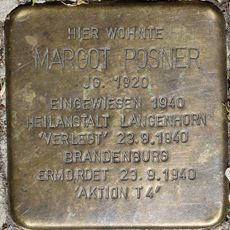 HIER WOHNTE
MARGOT POSNER
JG. 1920
EINGEWIESEN 1940
HEILANSTALT LANGENHORN
'VERLEGT' 23.9.1940
BRANDENBURG
ERMORDET 23.9.1940
'AKTION T4'